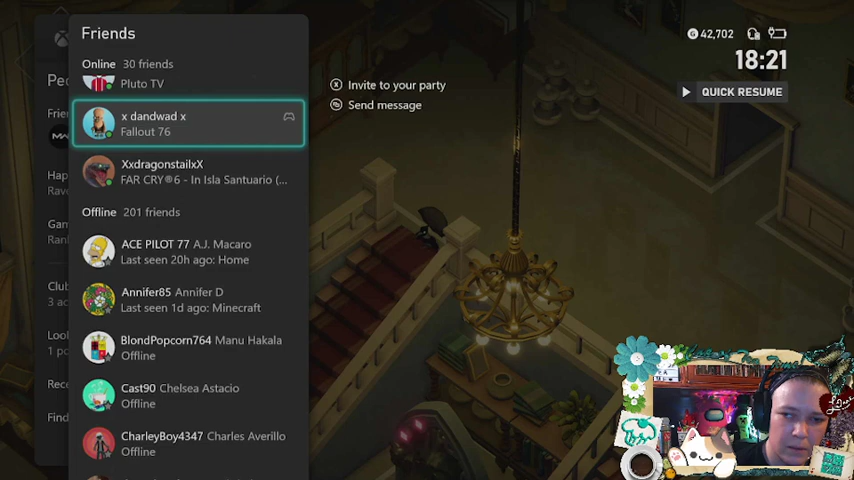 Friends
Online 30 friends
Pluto TV
x dandwad x
Fallout 76
XxdragonstailxX
FAR CRY®6 - In Isla Santuario (...
Offline 201 friends
ACE PILOT 77 A.J. Macaro
Last seen 20h ago: Home
Annifer85 Annifer D
Last seen 1d ago: Minecraft
BlondPopcorn764 Manu Hakala
Offline
Cast90 Chelsea Astacio
Offline
CharleyBoy4347 Charles Averillo
Offline
Invite to your party
Send message
G 42,702
18:21
QUICK RESUME